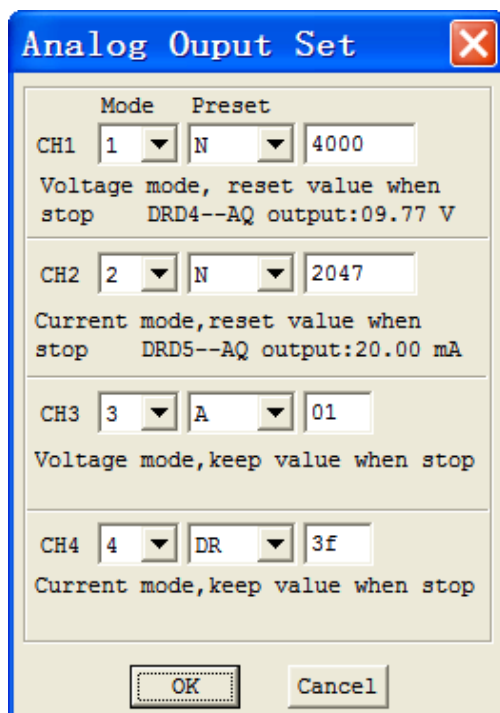 Analog Ouput Set
Mode Preset
CH1 1 N 4000
Voltage mode, reset value when
stop DRD4--AQ output:09.77 V
CH2 2 N 2047
Current mode,reset value when
stop DRD5--AQ output:20.00 mA
CH3 3 A 01
Voltage mode,keep value when stop
CH4 4 DR 3f
Current mode,keep value when stop
OK Cancel